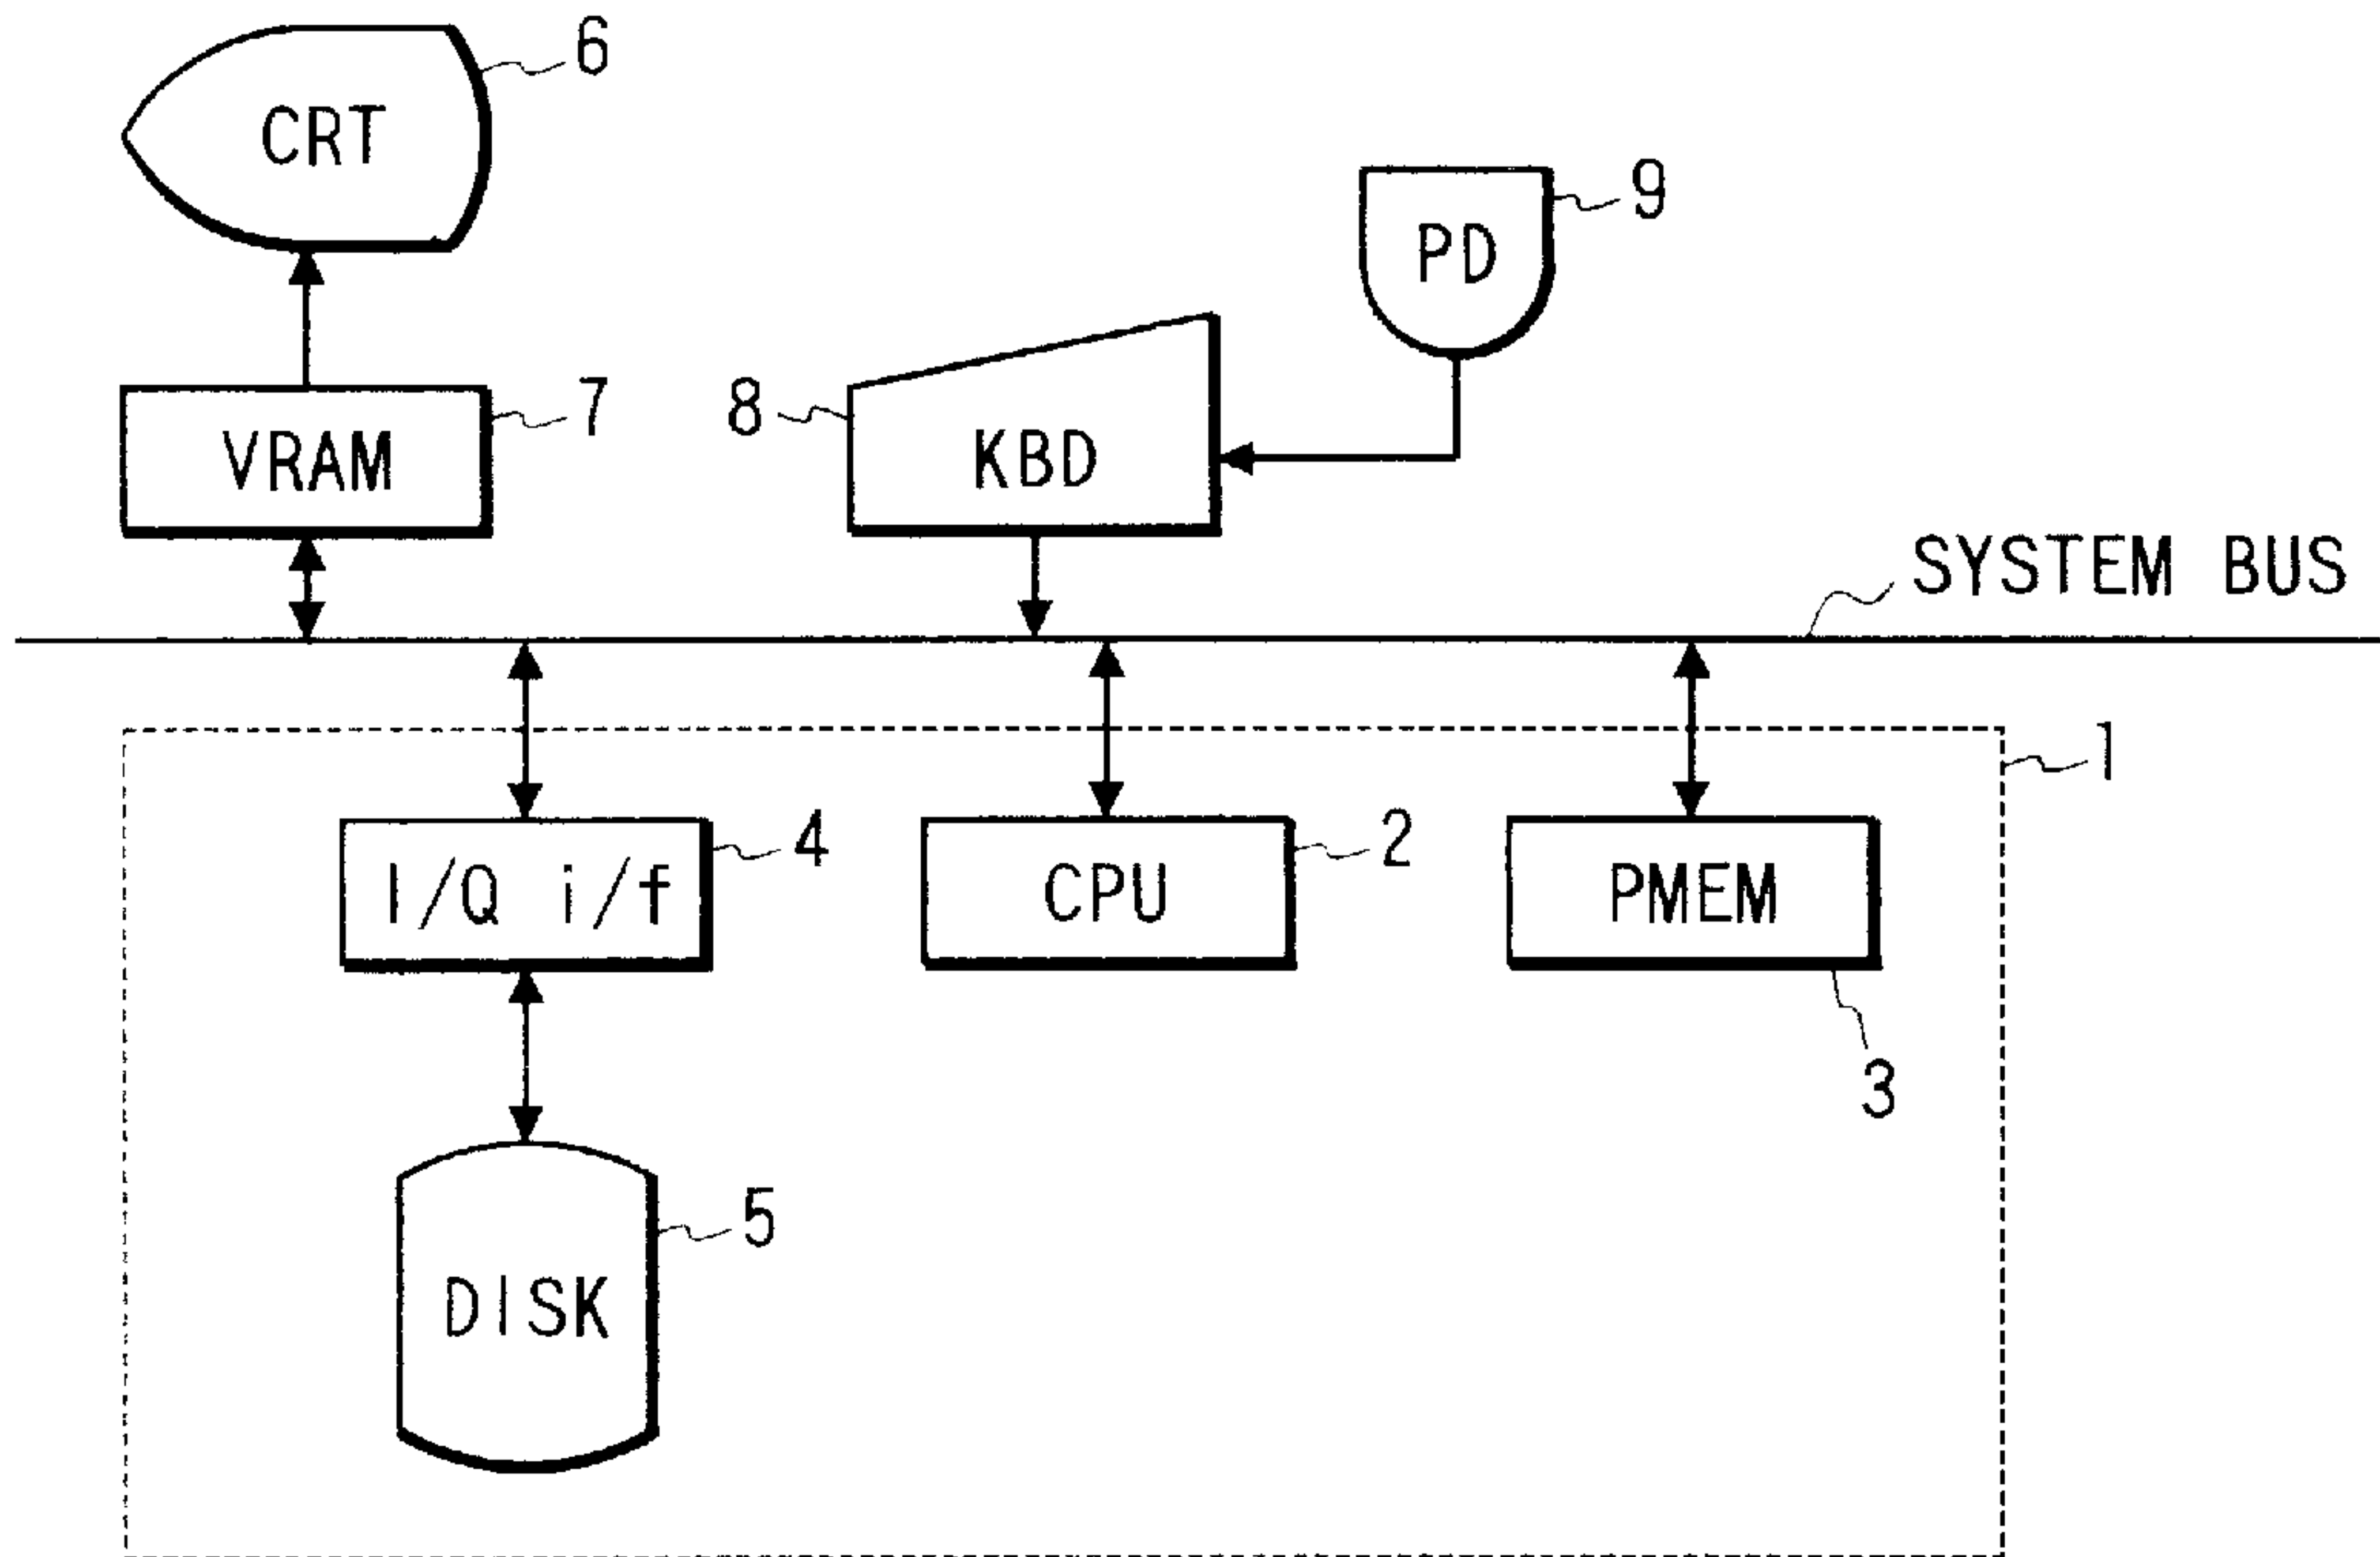 6
CRT
9
PD
7
8
VRAM
KBD
SYSTEM BUS
1
4
2
I/Q i/f
CPU
PMEM
3
5
DISK